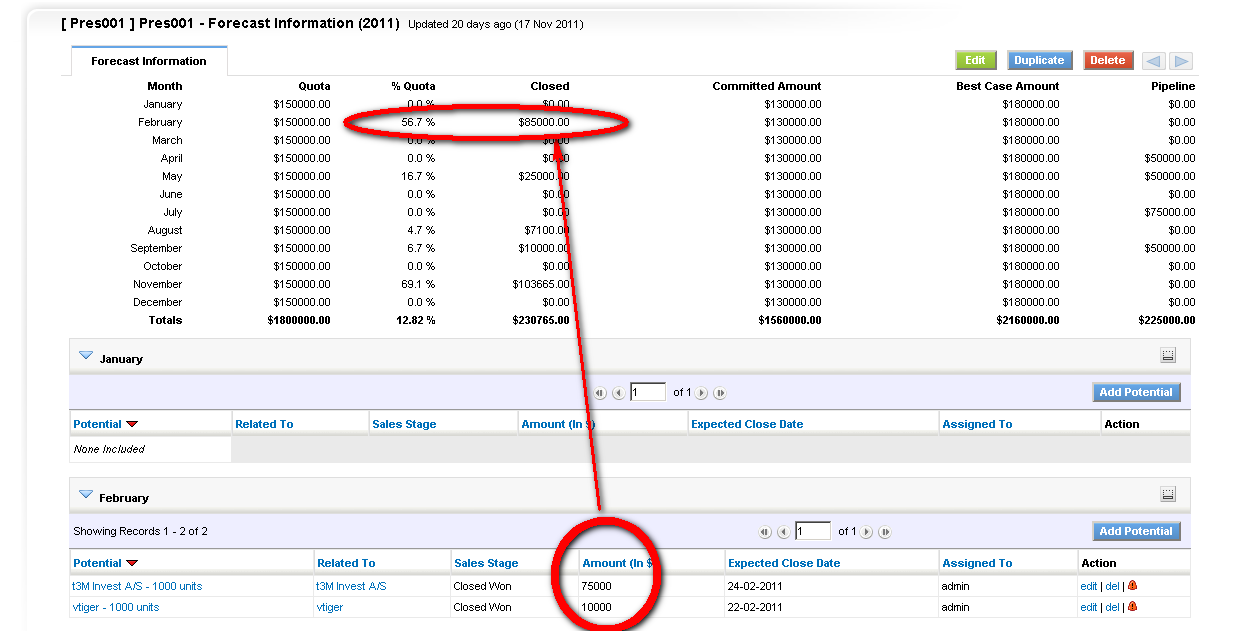 [ Pres001 ] Pres001 - Forecast Information (2011) Updated 20 days ago (17 Nov 2011)
Forecast Information Edit Duplicate Delete
Month Quota % Quota Closed Committed Amount Best Case Amount Pipeline
January $150000.00 0.0 % $0.00 $130000.00 $180000.00 $0.00
February $150000.00 56.7 % $85000.00 $130000.00 $180000.00 $0.00
March $150000.00 0.0 % $0.00 $130000.00 $180000.00 $0.00
April $150000.00 0.0 % $0.00 $130000.00 $180000.00 $50000.00
May $150000.00 16.7 % $25000.00 $130000.00 $180000.00 $50000.00
June $150000.00 0.0 % $0.00 $130000.00 $180000.00 $0.00
July $150000.00 0.0 % $0.00 $130000.00 $180000.00 $75000.00
August $150000.00 4.7 % $7100.00 $130000.00 $180000.00 $0.00
September $150000.00 6.7 % $10000.00 $130000.00 $180000.00 $50000.00
October $150000.00 0.0 % $0.00 $130000.00 $180000.00 $0.00
November $150000.00 69.1 % $103665.00 $130000.00 $180000.00 $0.00
December $150000.00 0.0 % $0.00 $130000.00 $180000.00 $0.00
Totals $1800000.00 12.82 % $230765.00 $1560000.00 $2160000.00 $225000.00
January
1 of 1 Add Potential
Potential Related To Sales Stage Amount (In $) Expected Close Date Assigned To Action
None Included
February
Showing Records 1 - 2 of 2 1 of 1 Add Potential
Potential Related To Sales Stage Amount (In $ Expected Close Date Assigned To Action
t3M Invest A/S - 1000 units t3M Invest A/S Closed Won 75000 24-02-2011 admin edit | del |
vtiger - 1000 units vtiger Closed Won 10000 22-02-2011 admin edit | del |